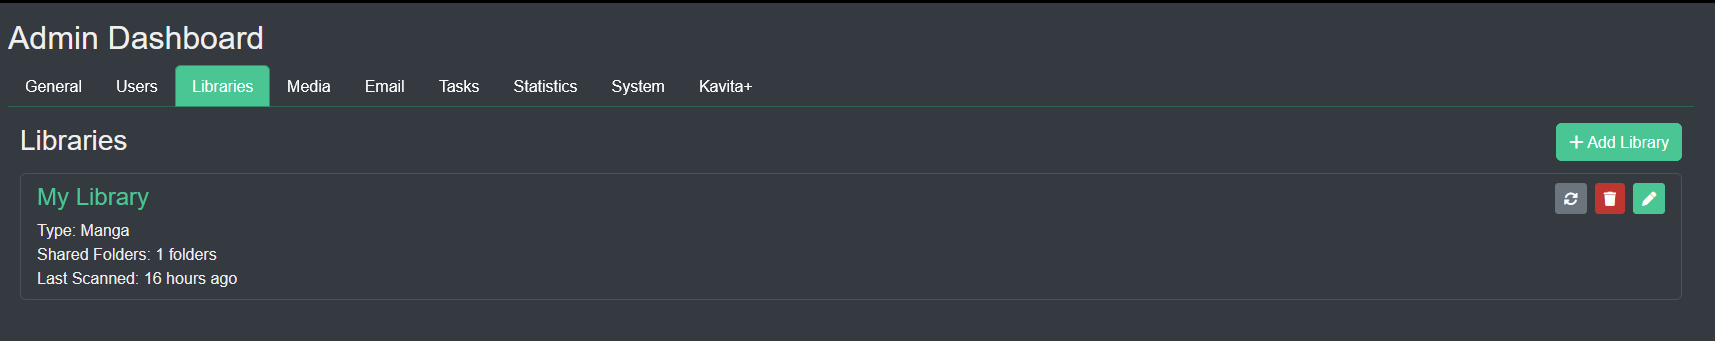 Admin Dashboard
General Users Libraries Media Email Tasks Statistics System Kavita+
Libraries
+ Add Library
My Library
Type: Manga
Shared Folders: 1 folders
Last Scanned: 16 hours ago